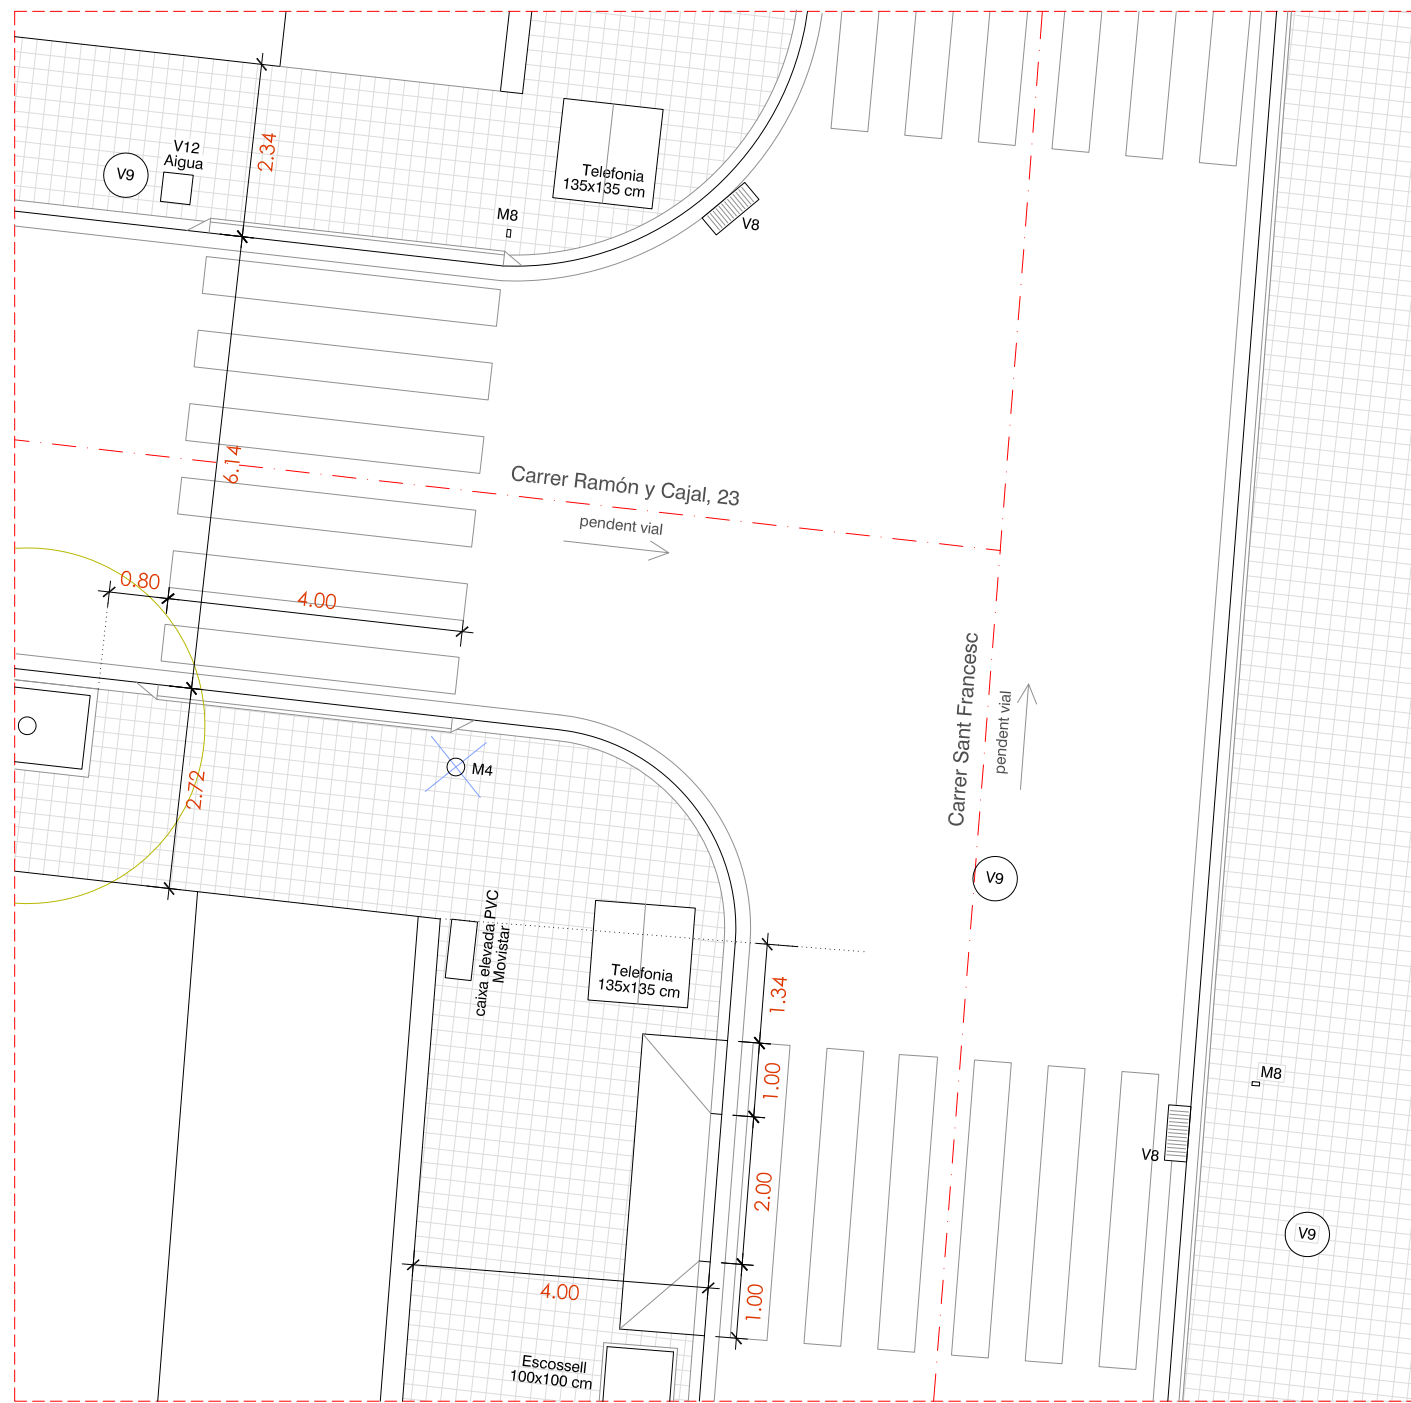 2.34
V12
Aigua
V9
Telefonia
135x135 cm
M8
V8
6.14
Carrer Ramón y Cajal, 23
pendent vial
0.80
4.00
Carrer Sant Francesc
pendent vial
2.72
M4
V9
caixa elevada PVC
Movistar
Telefonia
135x135 cm
1.34
1.00
M8
V8
2.00
V9
4.00
1.00
Escossell
100x100 cm